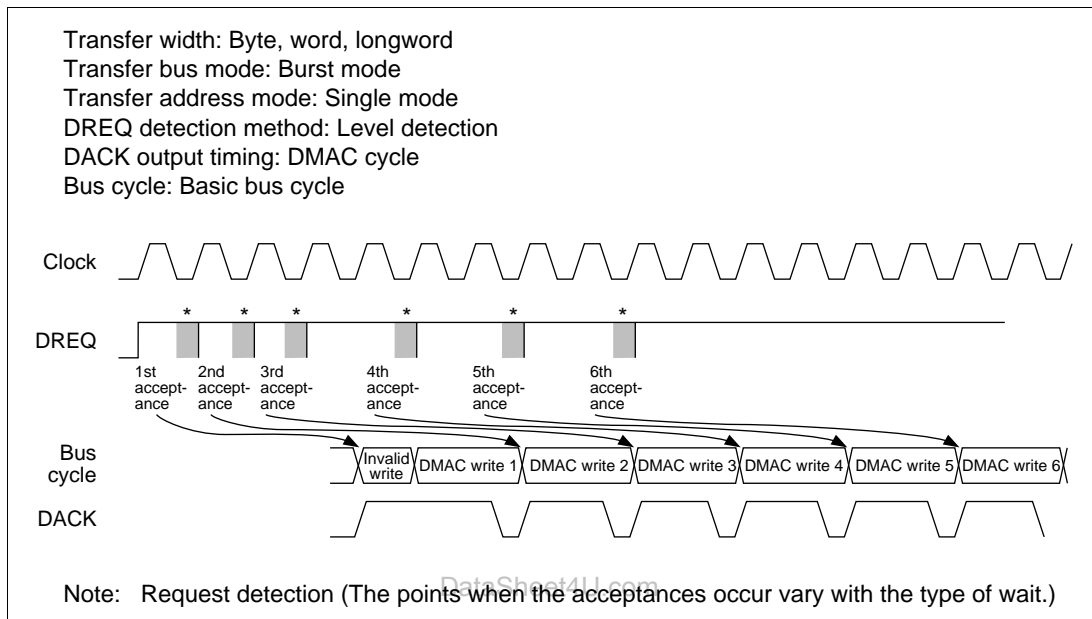 Transfer width: Byte, word, longword
Transfer bus mode: Burst mode
Transfer address mode: Single mode
DREQ detection method: Level detection
DACK output timing: DMAC cycle
Bus cycle: Basic bus cycle
Clock
* * * * * *
DREQ
1st accept-ance
2nd accept-ance
3rd accept-ance
4th accept-ance
5th accept-ance
6th accept-ance
Bus cycle
Invalid write
DMAC write 1
DMAC write 2
DMAC write 3
DMAC write 4
DMAC write 5
DMAC write 6
DACK
DataSheet4U.com
Note: Request detection (The points when the acceptances occur vary with the type of wait.)